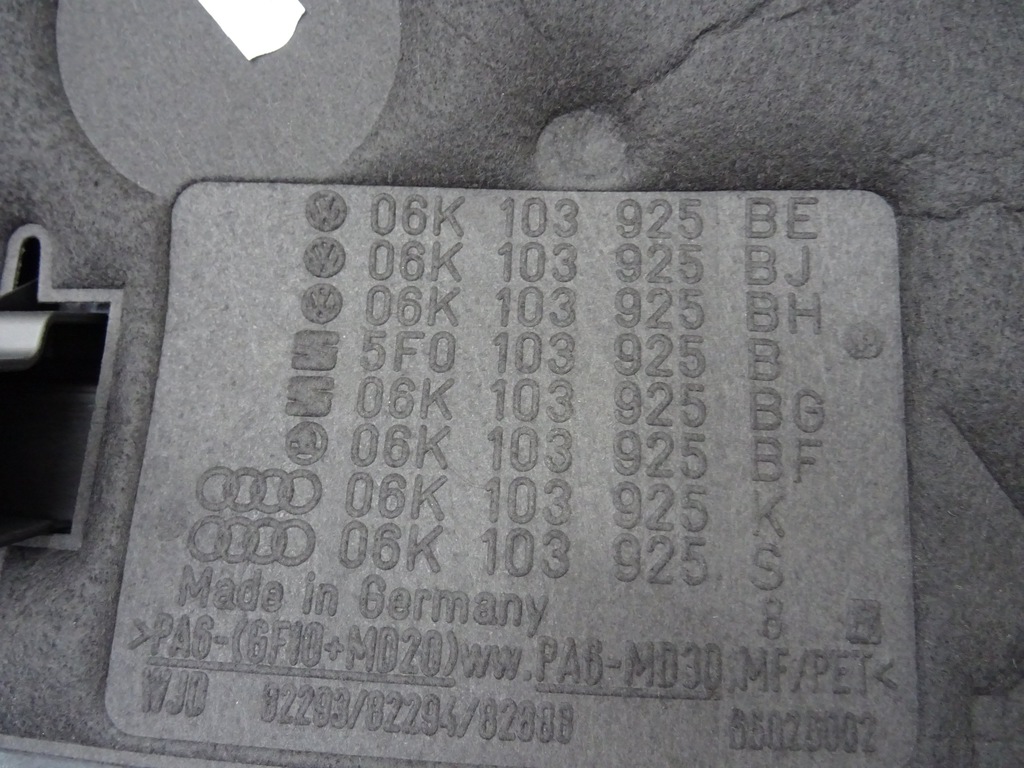 06K 103 925 BE
06K 103 925 BJ
06K 103 925 BH
5F0 103 925 B
06K 103 925 BG
06K 103 925 BF
06K 103 925 K
06K 103 925 S
Made in Germany 8
>PA6-(GF10+MD20)ww.PA6-MD30,MF/PET<
WJD 82293/82294/82888